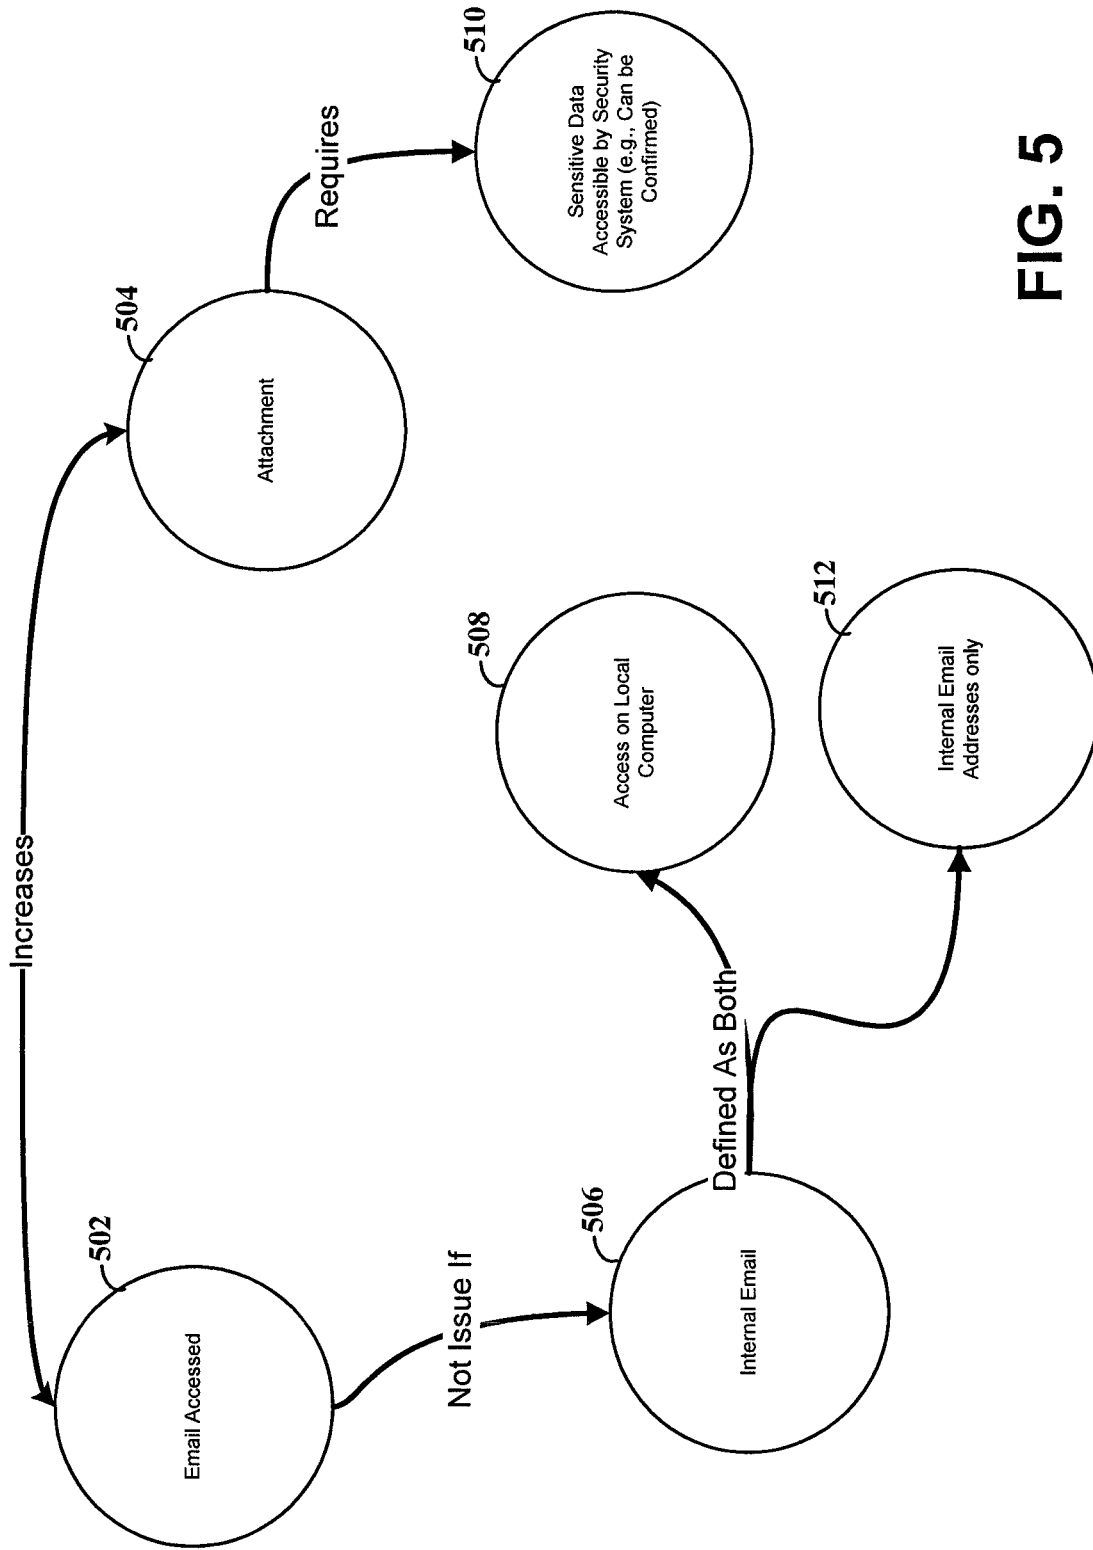 Increases
502
Email Accessed
504
Attachment
Not Issue If
Requires
506
Internal Email
Defined As Both
508
Access on Local
Computer
510
Sensitive Data
Accessible by Security
System (e.g., Can be
Confirmed)
512
Internal Email
Addresses only
FIG. 5